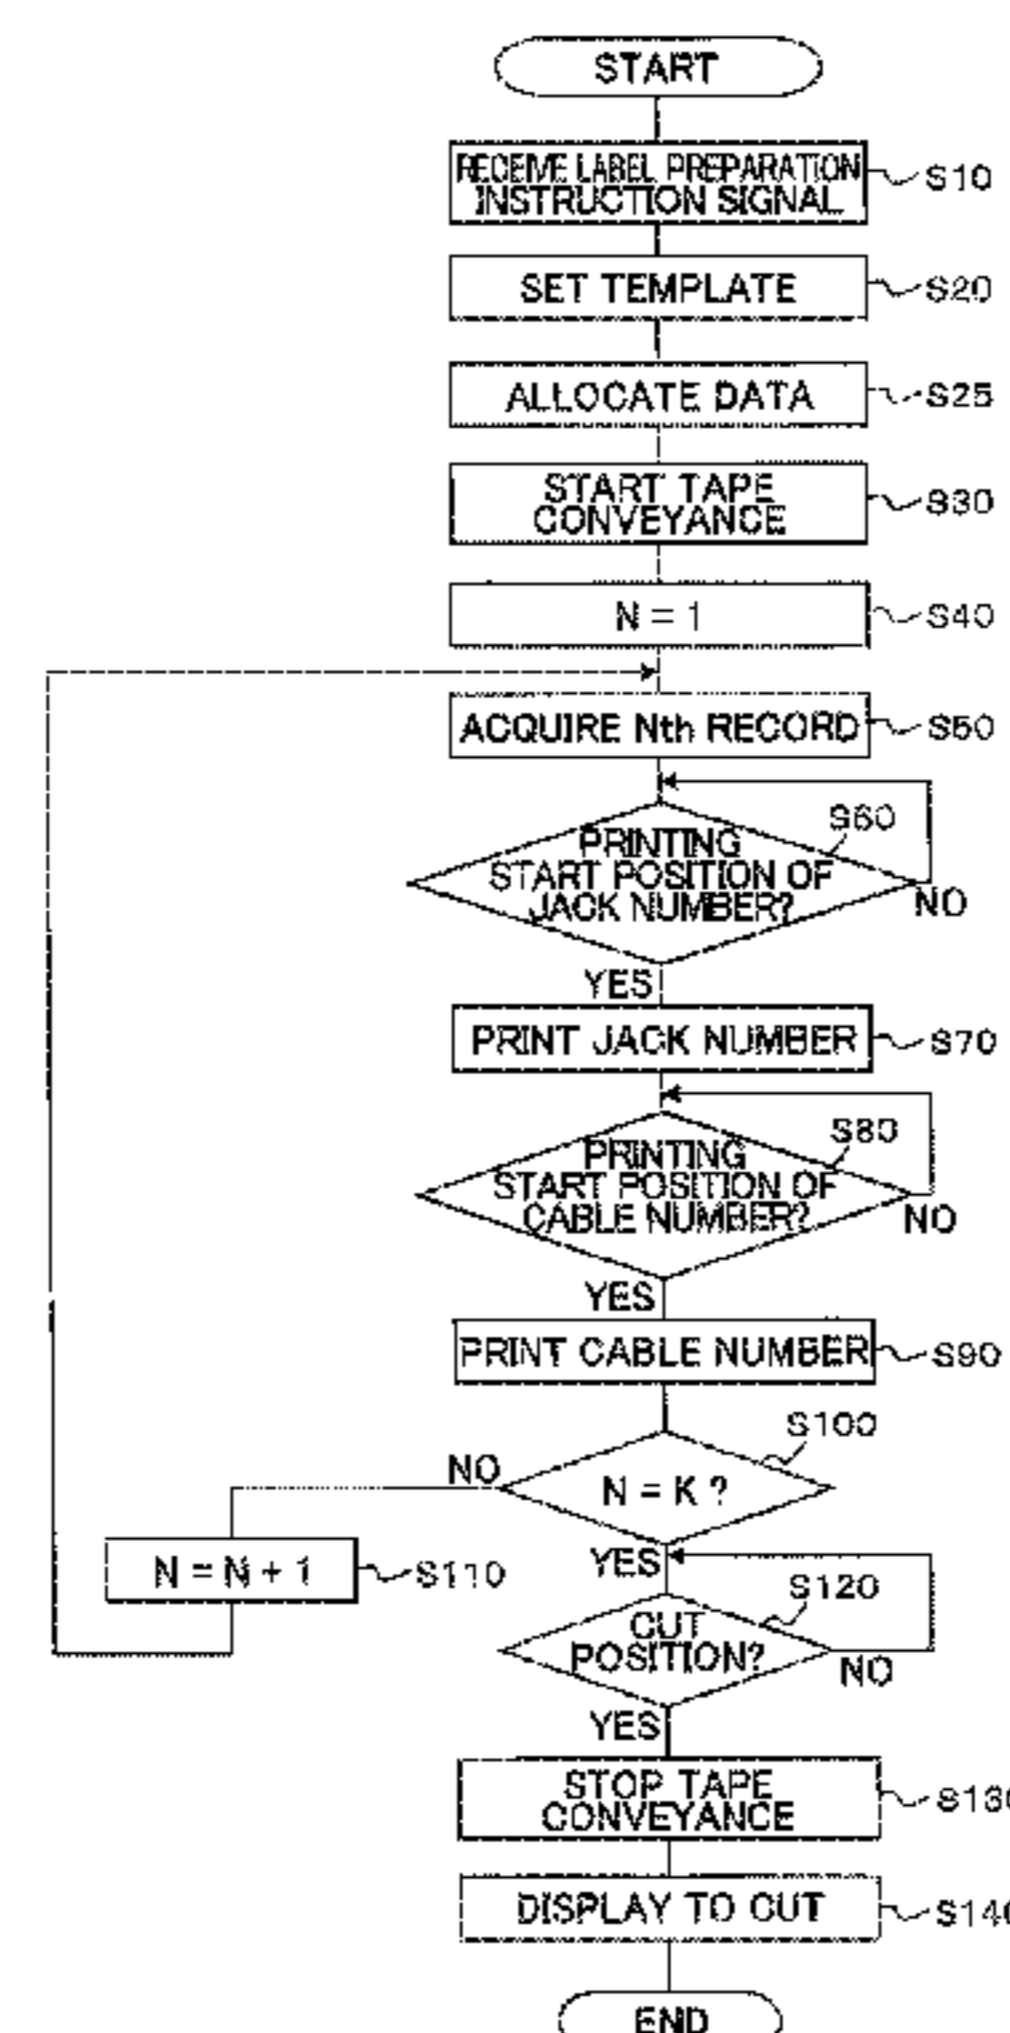 START
RECEIVE LABEL PREPARATION
INSTRUCTION SIGNAL
S10
SET TEMPLATE
S20
ALLOCATE DATA
S25
START TAPE
CONVEYANCE
S30
N = 1
S40
ACQUIRE Nth RECORD
S50
S60
PRINTING
START POSITION OF
JACK NUMBER?
NO
YES
PRINT JACK NUMBER
S70
S80
PRINTING
START POSITION OF
CABLE NUMBER?
NO
YES
PRINT CABLE NUMBER
S90
S100
NO
N = K ?
YES
N = N + 1
S110
S120
CUT
POSITION?
NO
YES
STOP TAPE
CONVEYANCE
S130
DISPLAY TO CUT
S140
END